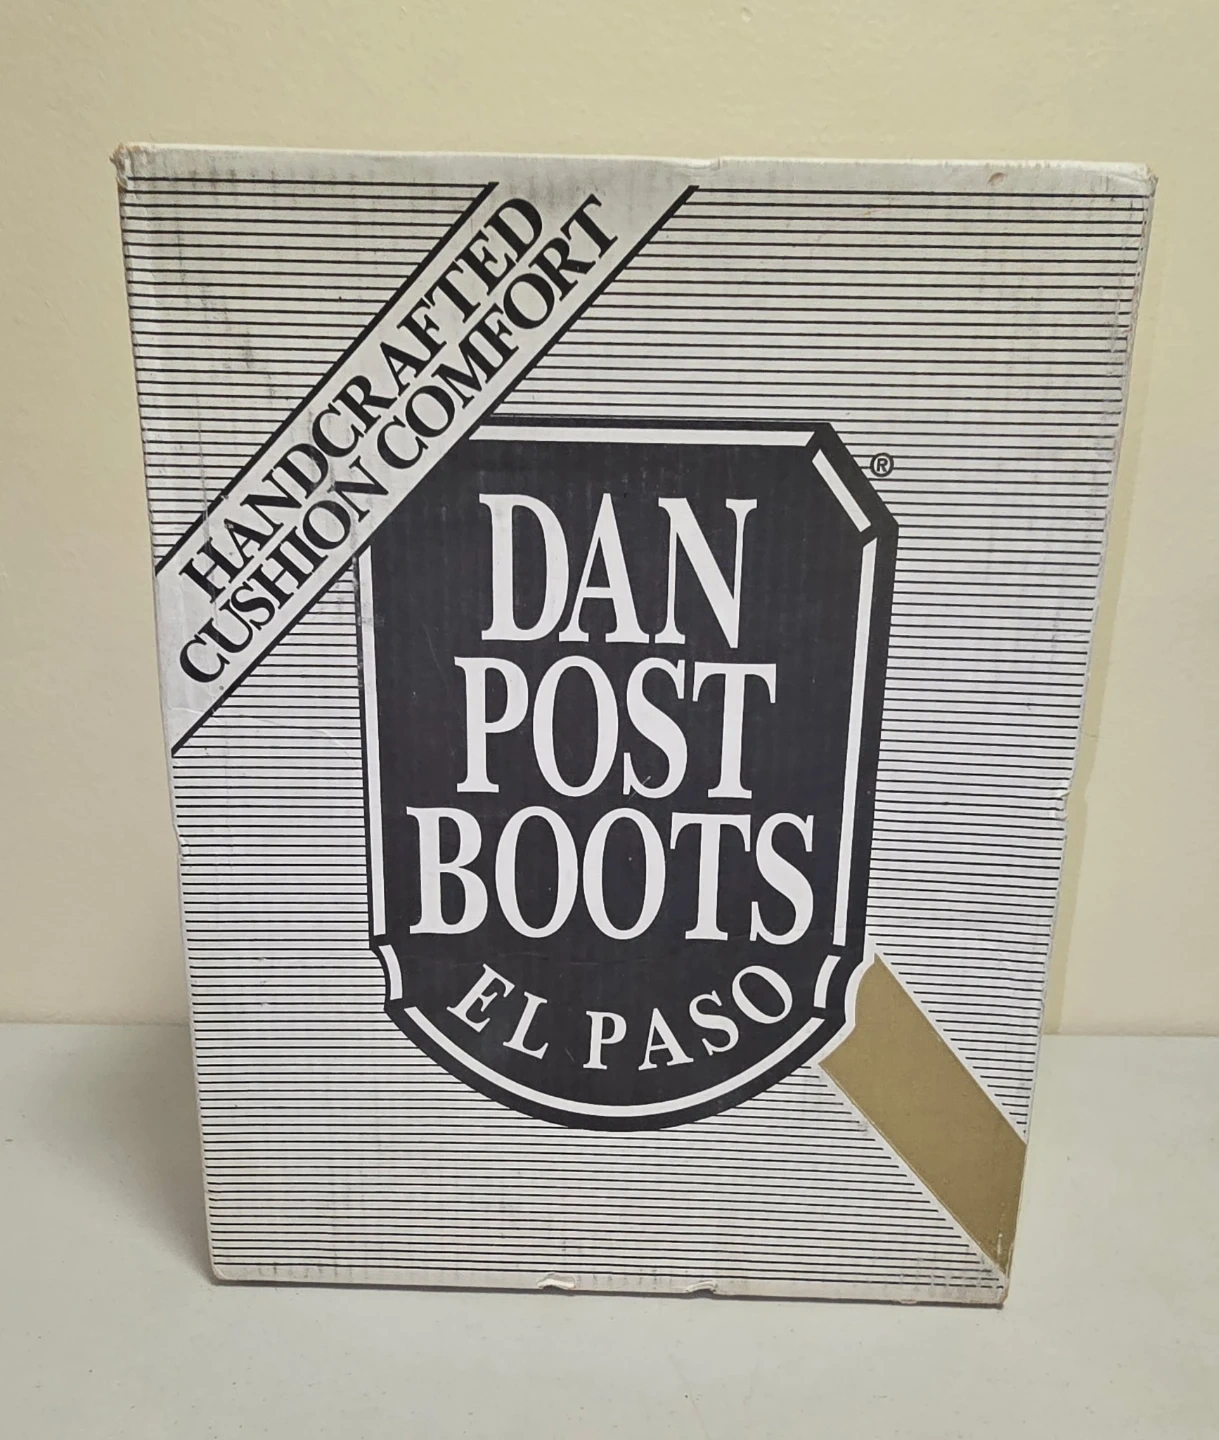 HANDCRAFTED
CUSHION COMFORT
®
DAN
POST
BOOTS
EL PASO